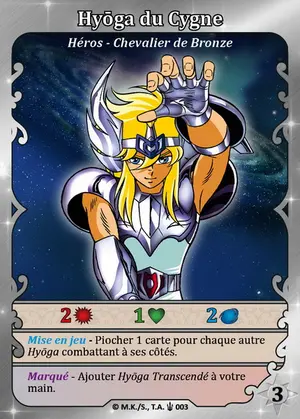 Hyōga du Cygne
Héros - Chevalier de Bronze
2 1 2
Mise en jeu - Piocher 1 carte pour chaque autre
Hyōga combattant à ses côtés.
Marqué - Ajouter Hyōga Transcendé à votre
main.
3
© M.K./S., T.A. 003